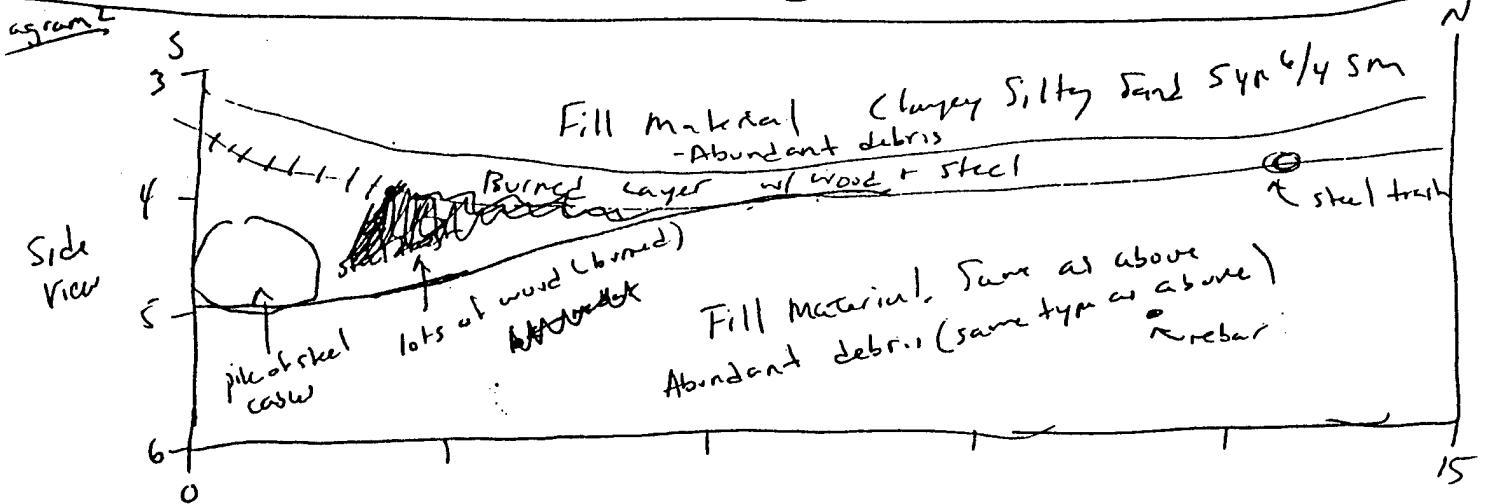 agram 2
S
N
3
Fill Material Clayey Silty Sand 5YR 6/4 SM
-Abundant debris
Burned Layer w/ wood + steel
4
steel trash
Side
View
lots of wood (burned)
5
pile of steel
Fill Material. Same as above
Abundant debris (same type as above)
rebar
6
0
15